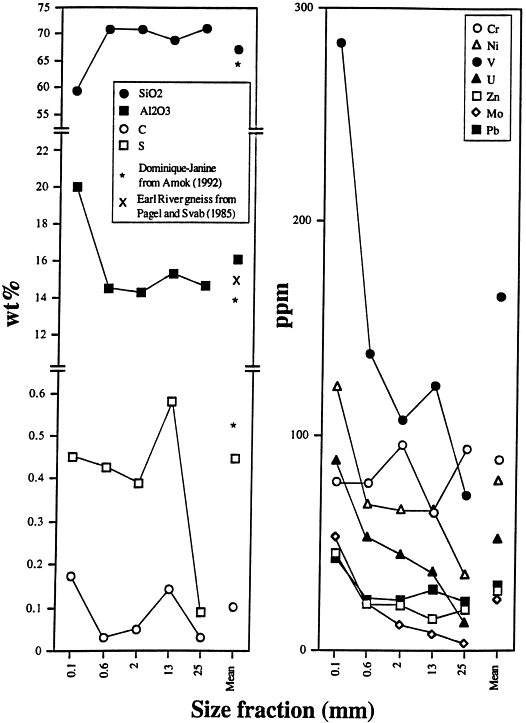 75
70
65
60
55
22
20
18
16
14
12
0.6
0.5
0.4
0.3
0.2
0.1
0
wt%
SiO2
Al2O3
C
S
* Dominique-Janine
from Amok (1992)
X Earl River gneiss from
Pagel and Svab (1985)
0.1
0.6
2
13
25
Mean
300
200
100
0
ppm
Cr
Ni
V
U
Zn
Mo
Pb
0.1
0.6
2
13
25
Mean
Size fraction (mm)